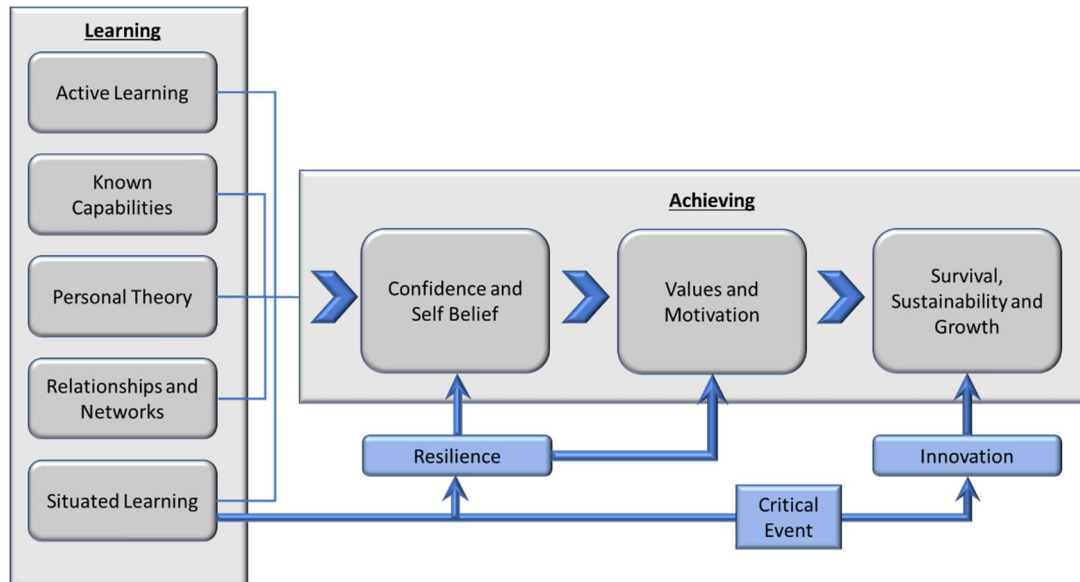 Learning
Active Learning
Known
Capabilities
Personal Theory
Relationships and
Networks
Situated Learning
Achieving
Confidence and
Self Belief
Values and
Motivation
Survival,
Sustainability and
Growth
Resilience
Innovation
Critical
Event